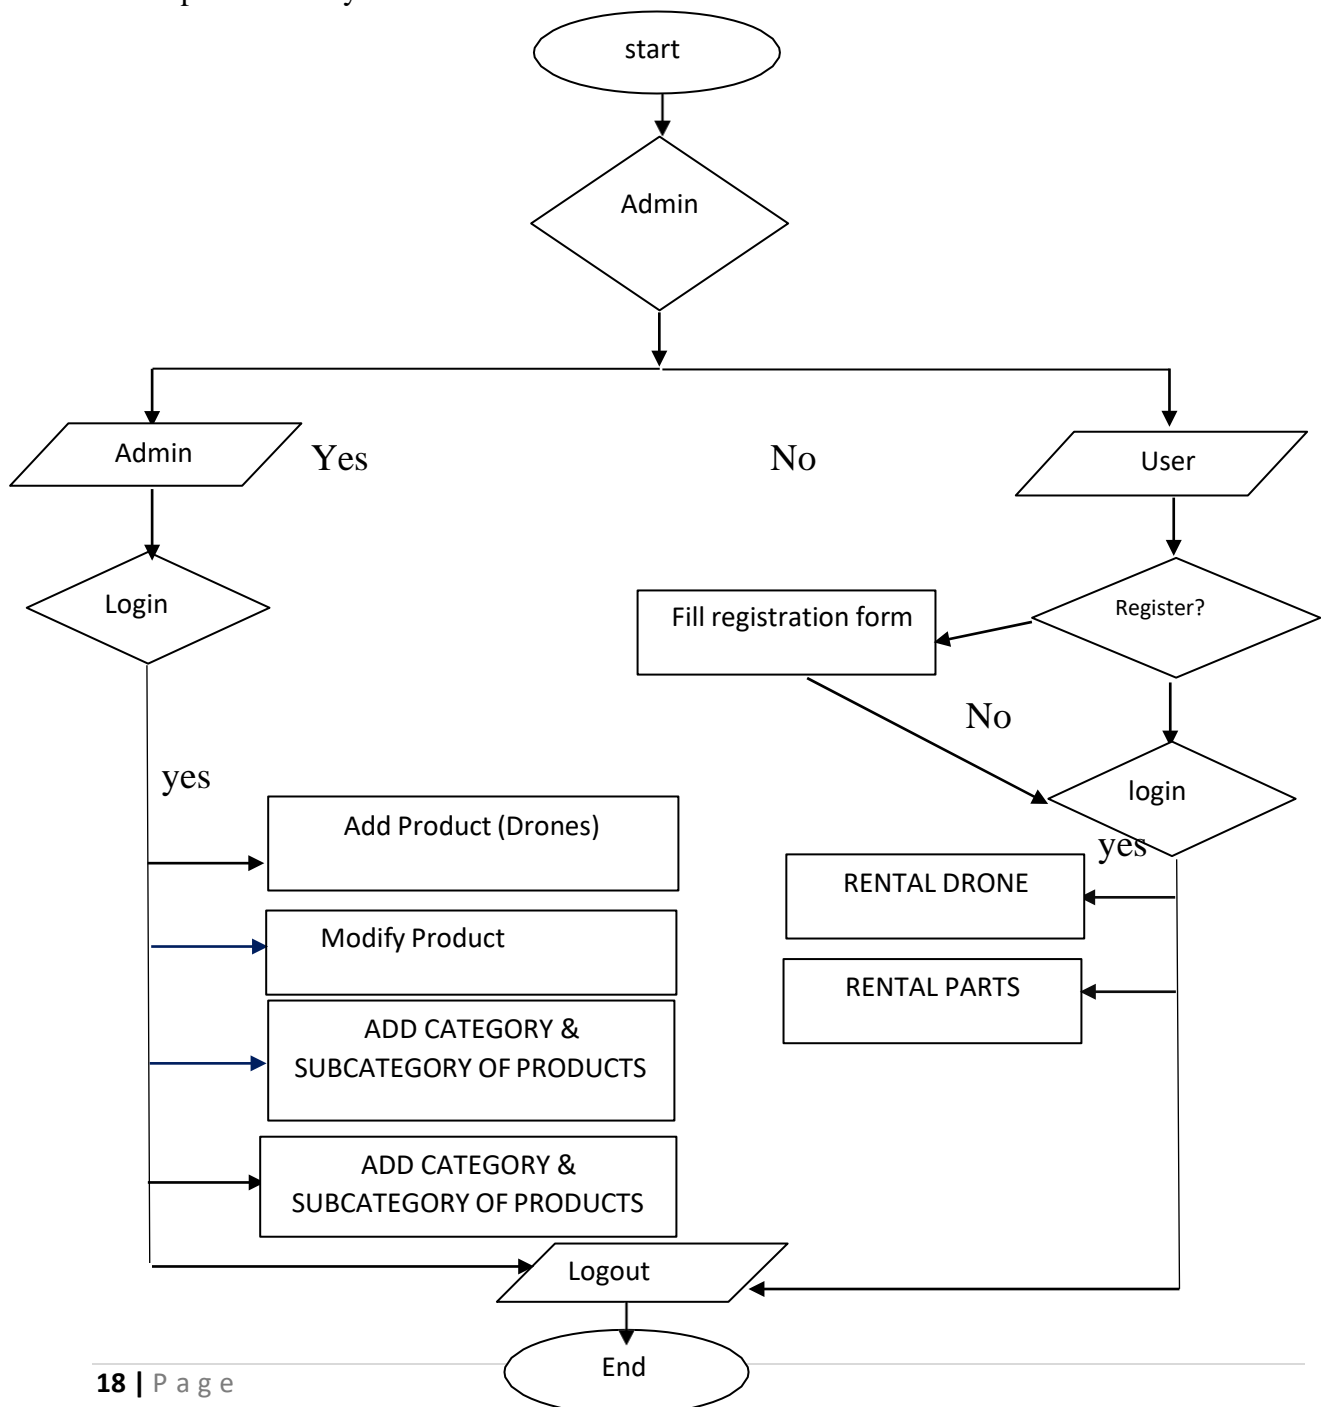 start
Admin
Admin
Yes
No
User
Login
Fill registration form
Register?
No
yes
login
Add Product (Drones)
yes
RENTAL DRONE
Modify Product
RENTAL PARTS
ADD CATEGORY &
SUBCATEGORY OF PRODUCTS
ADD CATEGORY &
SUBCATEGORY OF PRODUCTS
Logout
End
18 | Page